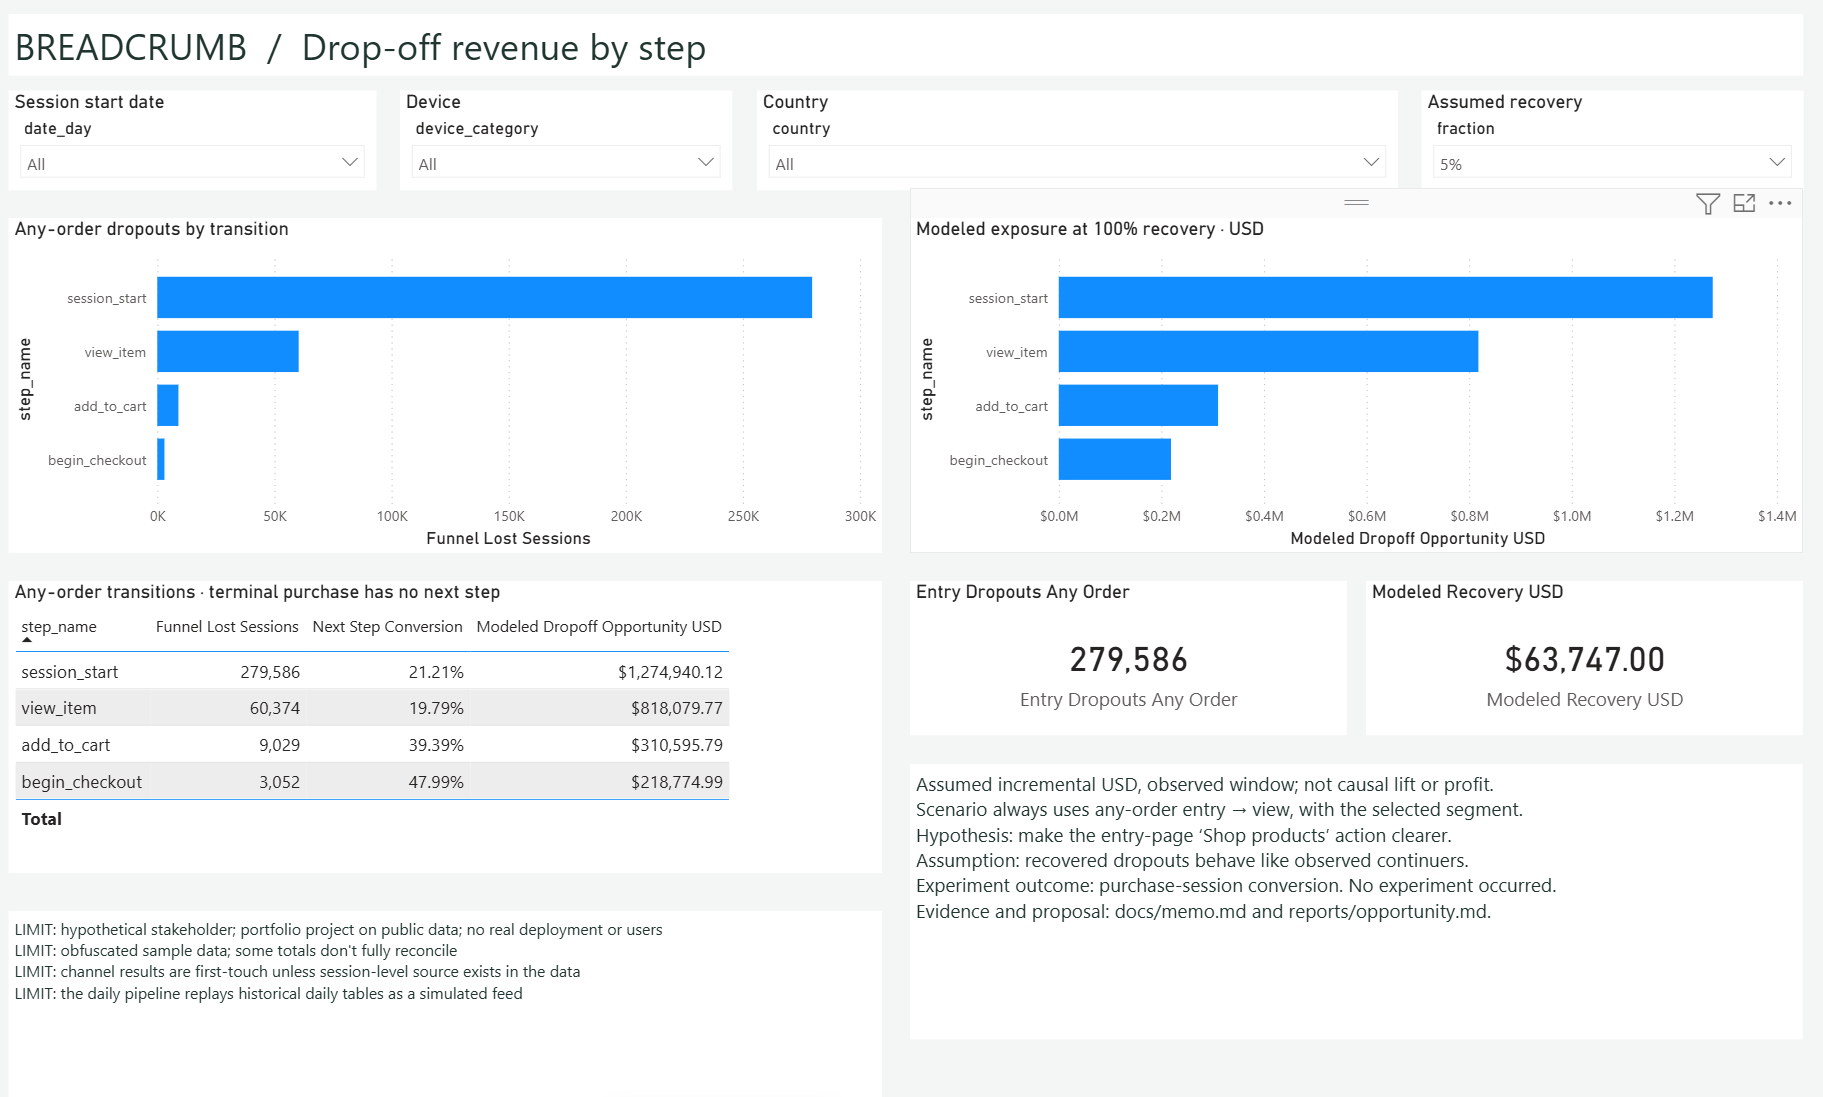 BREADCRUMB / Drop-off revenue by step
Session start date
date_day
All
Device
device_category
All
Country
country
All
Assumed recovery
fraction
5%
Any-order dropouts by transition
step_name
session_start
view_item
add_to_cart
begin_checkout
0K 50K 100K 150K 200K 250K 300K
Funnel Lost Sessions
Modeled exposure at 100% recovery · USD
step_name
session_start
view_item
add_to_cart
begin_checkout
$0.0M $0.2M $0.4M $0.6M $0.8M $1.0M $1.2M $1.4M
Modeled Dropoff Opportunity USD
Any-order transitions · terminal purchase has no next step
step_name Funnel Lost Sessions Next Step Conversion Modeled Dropoff Opportunity USD
session_start 279,586 21.21% $1,274,940.12
view_item 60,374 19.79% $818,079.77
add_to_cart 9,029 39.39% $310,595.79
begin_checkout 3,052 47.99% $218,774.99
Total
Entry Dropouts Any Order
279,586
Entry Dropouts Any Order
Modeled Recovery USD
$63,747.00
Modeled Recovery USD
Assumed incremental USD, observed window; not causal lift or profit.
Scenario always uses any-order entry → view, with the selected segment.
Hypothesis: make the entry-page ‘Shop products’ action clearer.
Assumption: recovered dropouts behave like observed continuers.
Experiment outcome: purchase-session conversion. No experiment occurred.
Evidence and proposal: docs/memo.md and reports/opportunity.md.
LIMIT: hypothetical stakeholder; portfolio project on public data; no real deployment or users
LIMIT: obfuscated sample data; some totals don't fully reconcile
LIMIT: channel results are first-touch unless session-level source exists in the data
LIMIT: the daily pipeline replays historical daily tables as a simulated feed